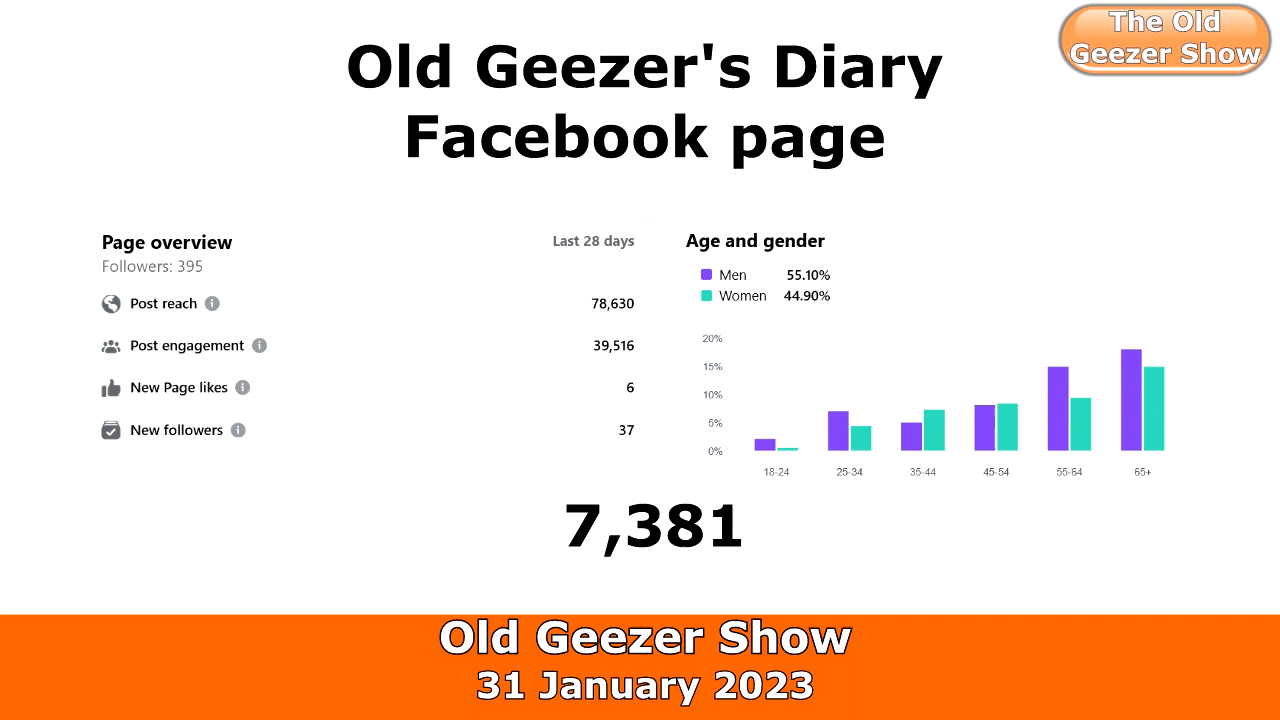 The Old
Geezer Show
Old Geezer's Diary
Facebook page
Page overview
Last 28 days
Followers: 395
Post reach
78,630
Post engagement
39,516
New Page likes
6
New followers
37
Age and gender
Men 55.10%
Women 44.90%
20%
15%
10%
5%
0%
18-24 25-34 35-44 45-54 55-64 65+
7,381
Old Geezer Show
31 January 2023